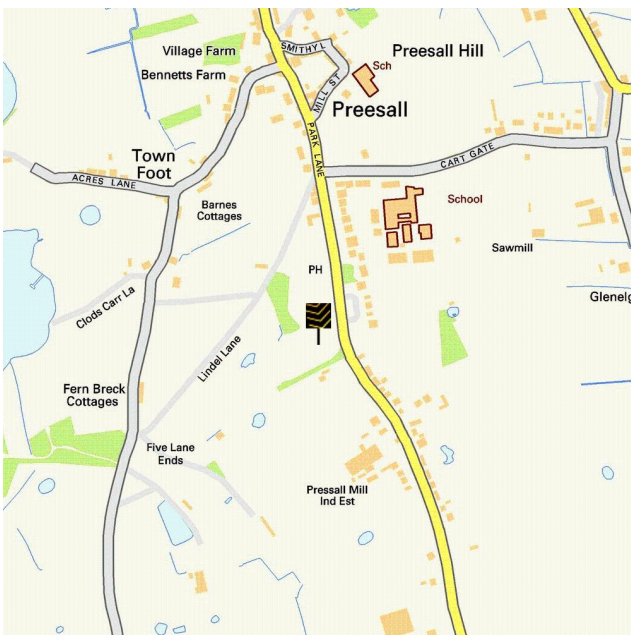 Village Farm
Bennetts Farm
SMITHYL
Sch
MILL ST
Preesall Hill
Preesall
PARK LANE
CART GATE
Town
Foot
ACRES LANE
Barnes
Cottages
School
Sawmill
PH
Clods Carr La
Glenelg
Lindel Lane
Fern Breck
Cottages
Five Lane
Ends
Pressall Mill
Ind Est